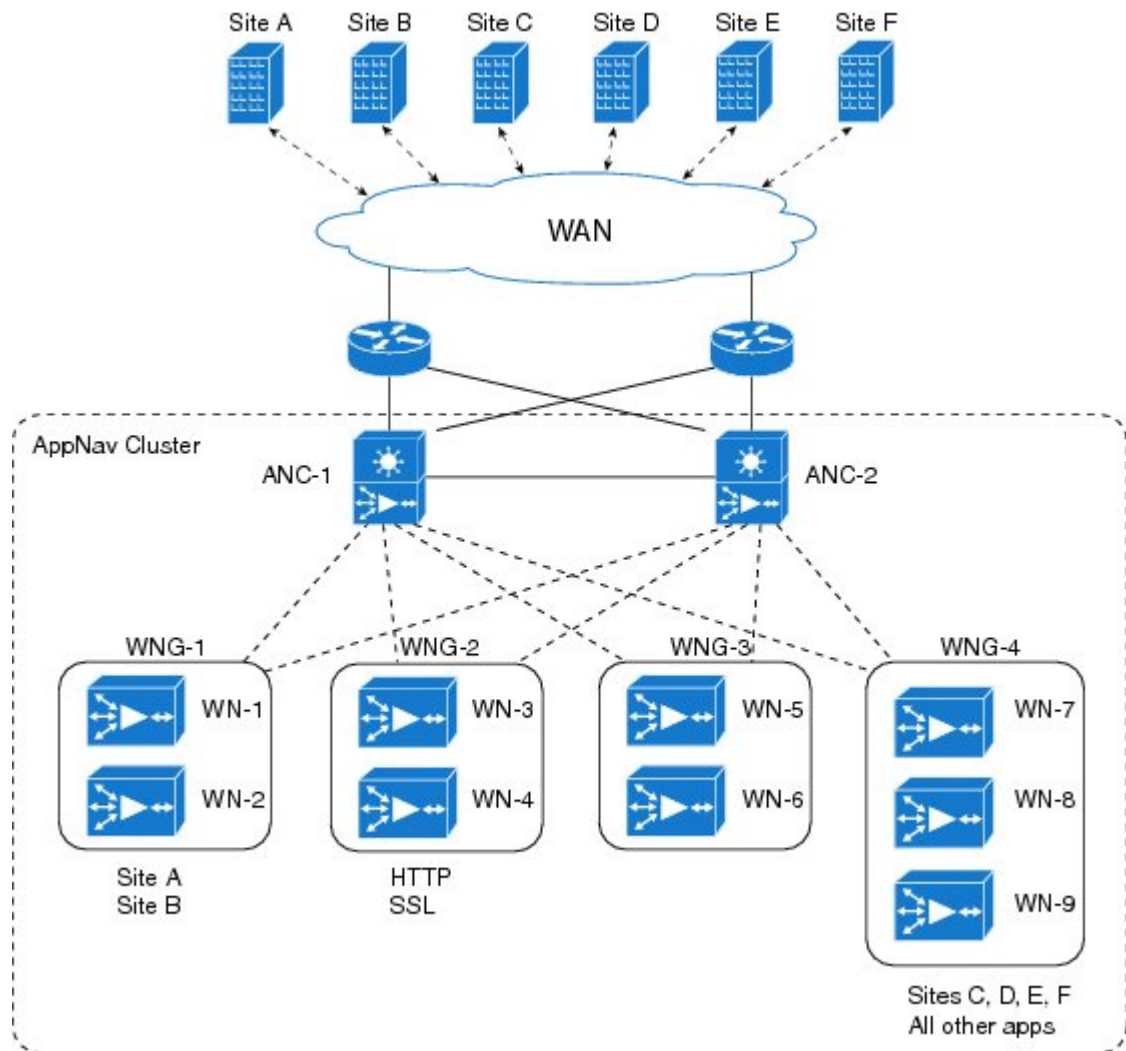 Site A
Site B
Site C
Site D
Site E
Site F
WAN
AppNav Cluster
ANC-1
ANC-2
WNG-1
WNG-2
WNG-3
WNG-4
WN-1
WN-3
WN-5
WN-7
WN-2
WN-4
WN-6
WN-8
WN-9
Site A
Site B
HTTP
SSL
Sites C, D, E, F
All other apps